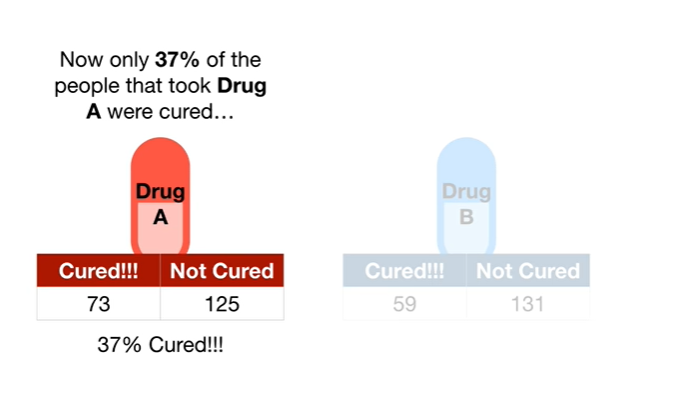 Now only 37% of the
people that took Drug
A were cured...
Drug
A
Drug
B
Cured!!! Not Cured
73 125
Cured!!! Not Cured
59 131
37% Cured!!!